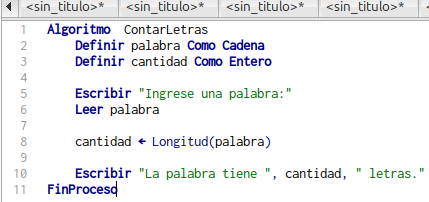 <sin_titulo>* <sin_titulo>* <sin_titulo>* <sin_titulo>*
1 Algoritmo ContarLetras
2 Definir palabra Como Cadena
3 Definir cantidad Como Entero
4
5 Escribir "Ingrese una palabra:"
6 Leer palabra
7
8 cantidad ← Longitud(palabra)
9
10 Escribir "La palabra tiene ", cantidad, " letras."
11 FinProceso